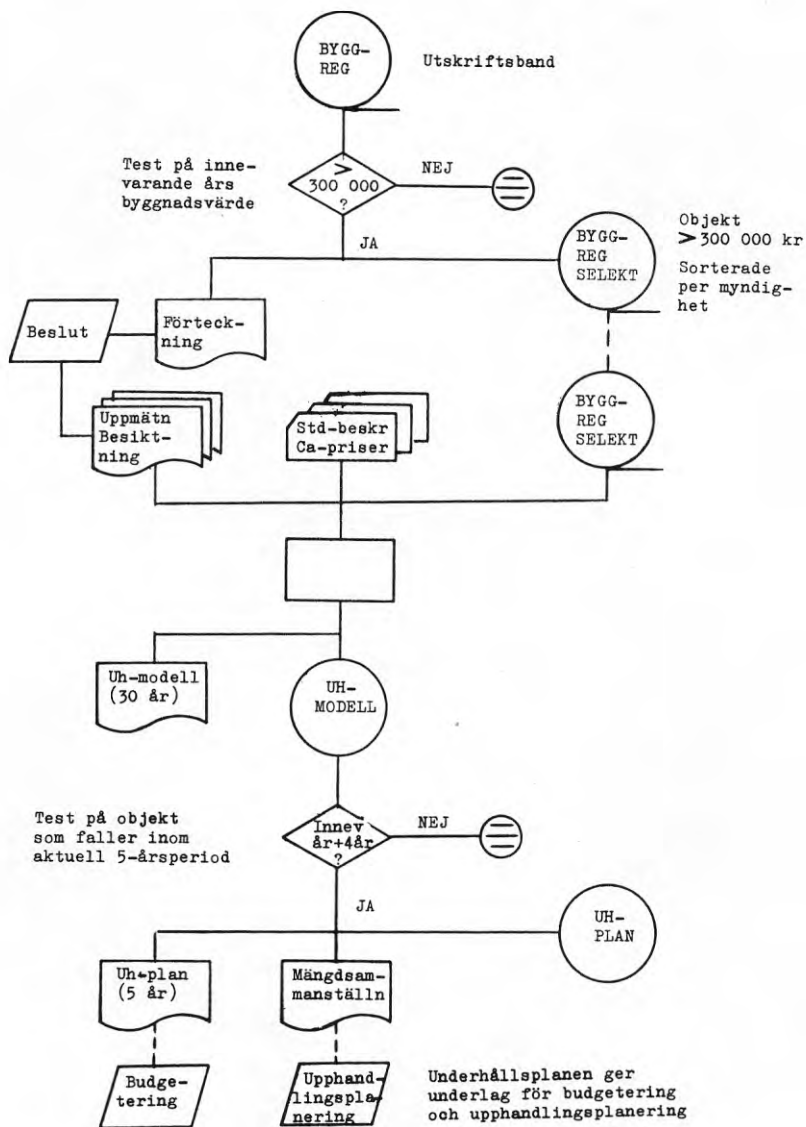 BYGG-
REG
Utskriftsband
Test på inne-
varande års
byggnadsvärde
>
300 000
?
NEJ
JA
BYGG-
REG
SELEKT
Objekt
> 300 000 kr
Sorterade
per myndig-
het
Beslut
Förteck-
ning
Uppmätn
Besikt-
ning
Std-beskr
Ca-priser
BYGG-
REG
SELEKT
Uh-modell
(30 år)
UH-
MODELL
Test på objekt
som faller inom
aktuell 5-årsperiod
Innev
år+4år
?
NEJ
JA
UH-
PLAN
Uh-plan
(5 år)
Mängdsam-
manställn
Budge-
tering
Upphand-
lingspla-
nering
Underhållsplanen ger
underlag för budgetering
och upphandlingsplanering